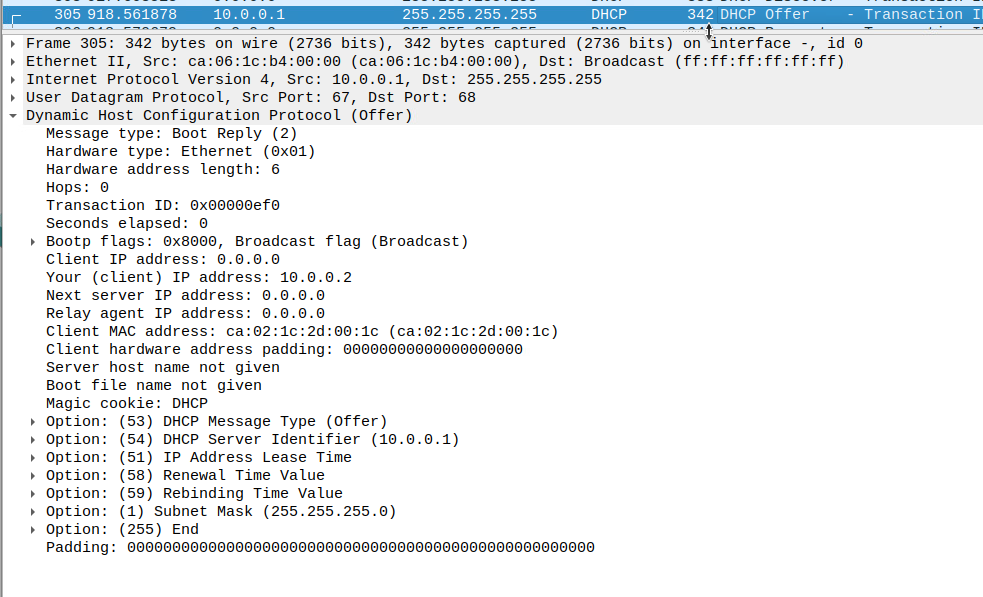 305 918.561878 10.0.0.1 255.255.255.255 DHCP 342 DHCP Offer - Transaction I
Frame 305: 342 bytes on wire (2736 bits), 342 bytes captured (2736 bits) on interface -, id 0
Ethernet II, Src: ca:06:1c:b4:00:00 (ca:06:1c:b4:00:00), Dst: Broadcast (ff:ff:ff:ff:ff:ff)
Internet Protocol Version 4, Src: 10.0.0.1, Dst: 255.255.255.255
User Datagram Protocol, Src Port: 67, Dst Port: 68
Dynamic Host Configuration Protocol (Offer)
Message type: Boot Reply (2)
Hardware type: Ethernet (0x01)
Hardware address length: 6
Hops: 0
Transaction ID: 0x00000ef0
Seconds elapsed: 0
Bootp flags: 0x8000, Broadcast flag (Broadcast)
Client IP address: 0.0.0.0
Your (client) IP address: 10.0.0.2
Next server IP address: 0.0.0.0
Relay agent IP address: 0.0.0.0
Client MAC address: ca:02:1c:2d:00:1c (ca:02:1c:2d:00:1c)
Client hardware address padding: 00000000000000000000
Server host name not given
Boot file name not given
Magic cookie: DHCP
Option: (53) DHCP Message Type (Offer)
Option: (54) DHCP Server Identifier (10.0.0.1)
Option: (51) IP Address Lease Time
Option: (58) Renewal Time Value
Option: (59) Rebinding Time Value
Option: (1) Subnet Mask (255.255.255.0)
Option: (255) End
Padding: 0000000000000000000000000000000000000000000000000000